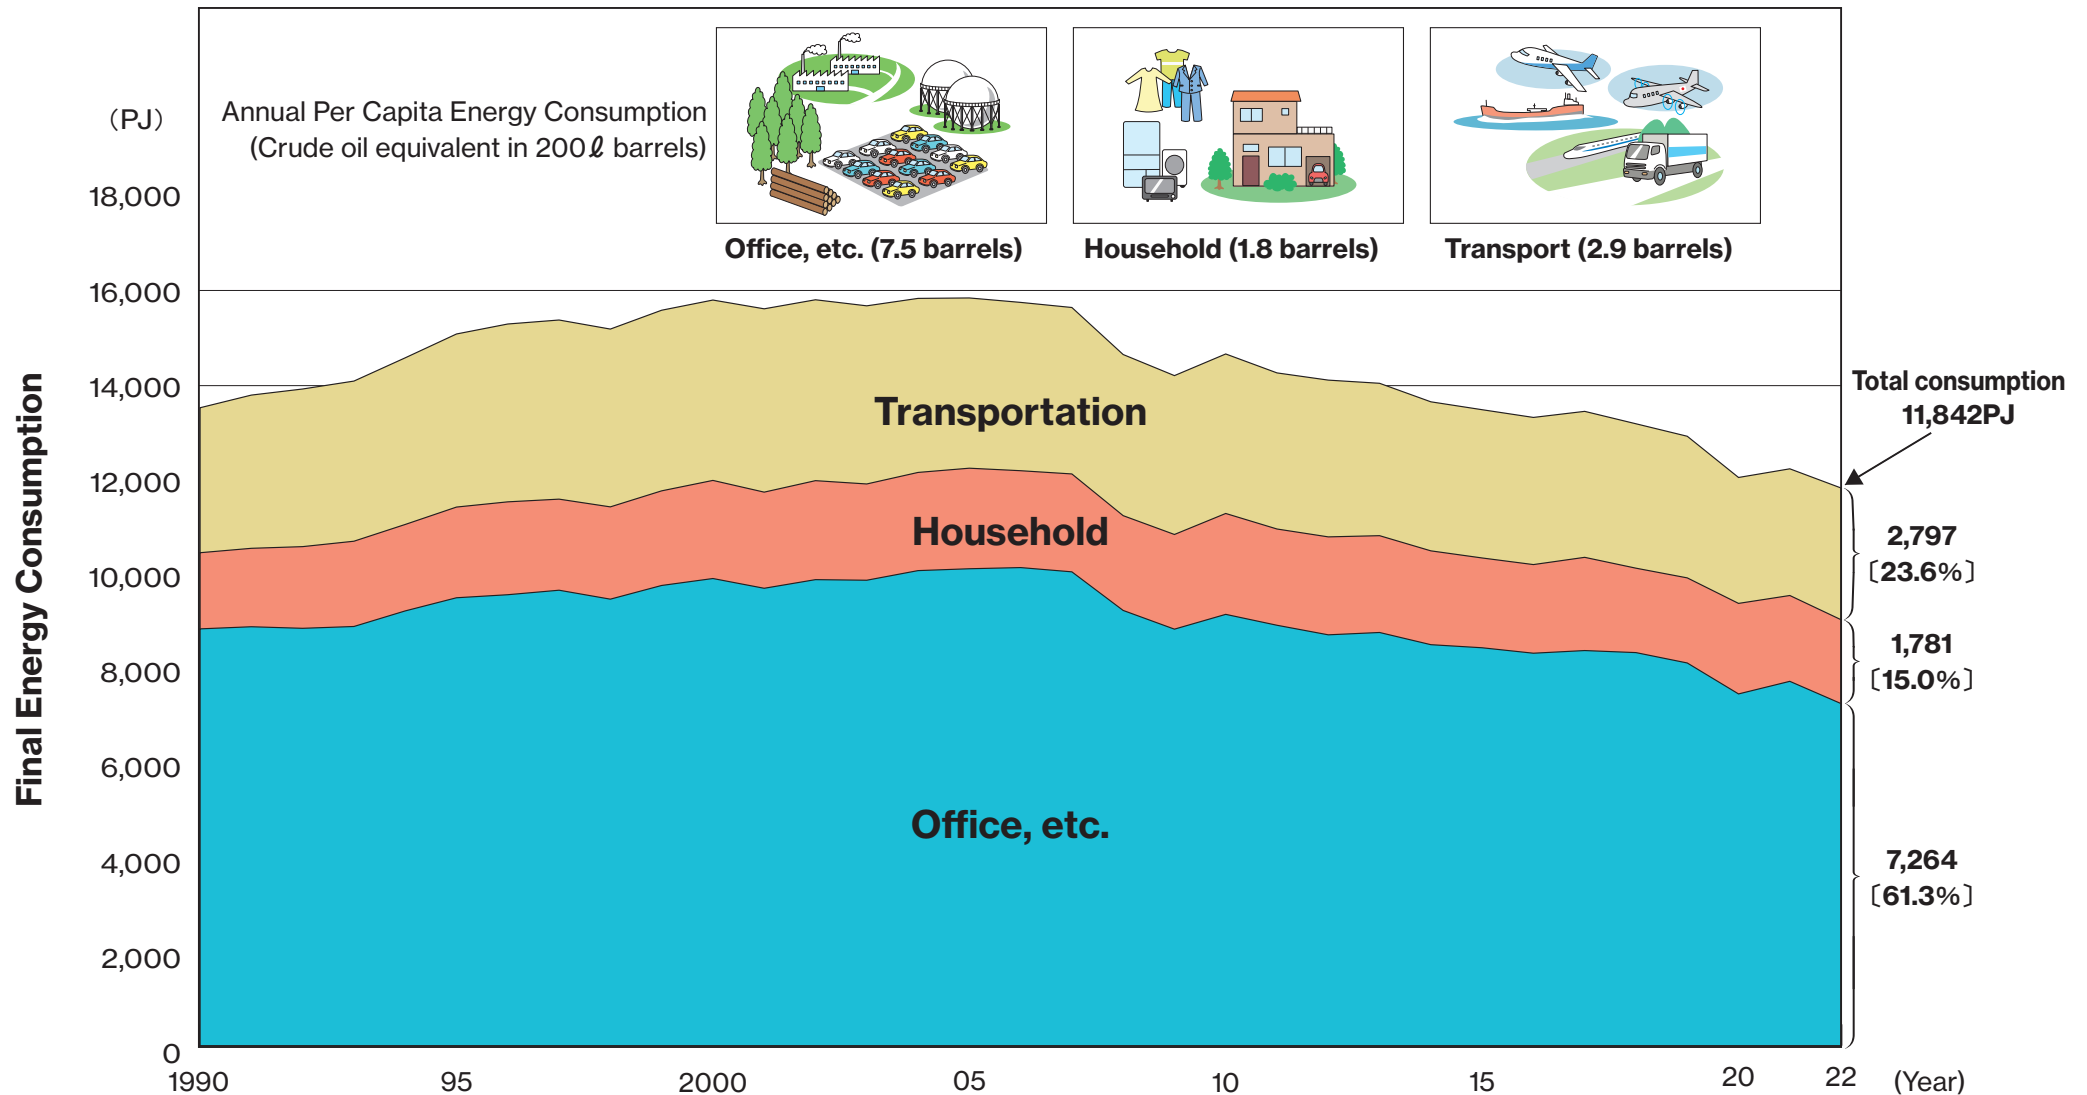 (PJ)
Annual Per Capita Energy Consumption
(Crude oil equivalent in 200ℓ barrels)
Office, etc. (7.5 barrels)
Household (1.8 barrels)
Transport (2.9 barrels)
Final Energy Consumption
18,000
16,000
14,000
12,000
10,000
8,000
6,000
4,000
2,000
0
Transportation
Household
Office, etc.
Total consumption
11,842PJ
2,797
〔23.6%〕
1,781
〔15.0%〕
7,264
〔61.3%〕
1990
95
2000
05
10
15
20
22
(Year)